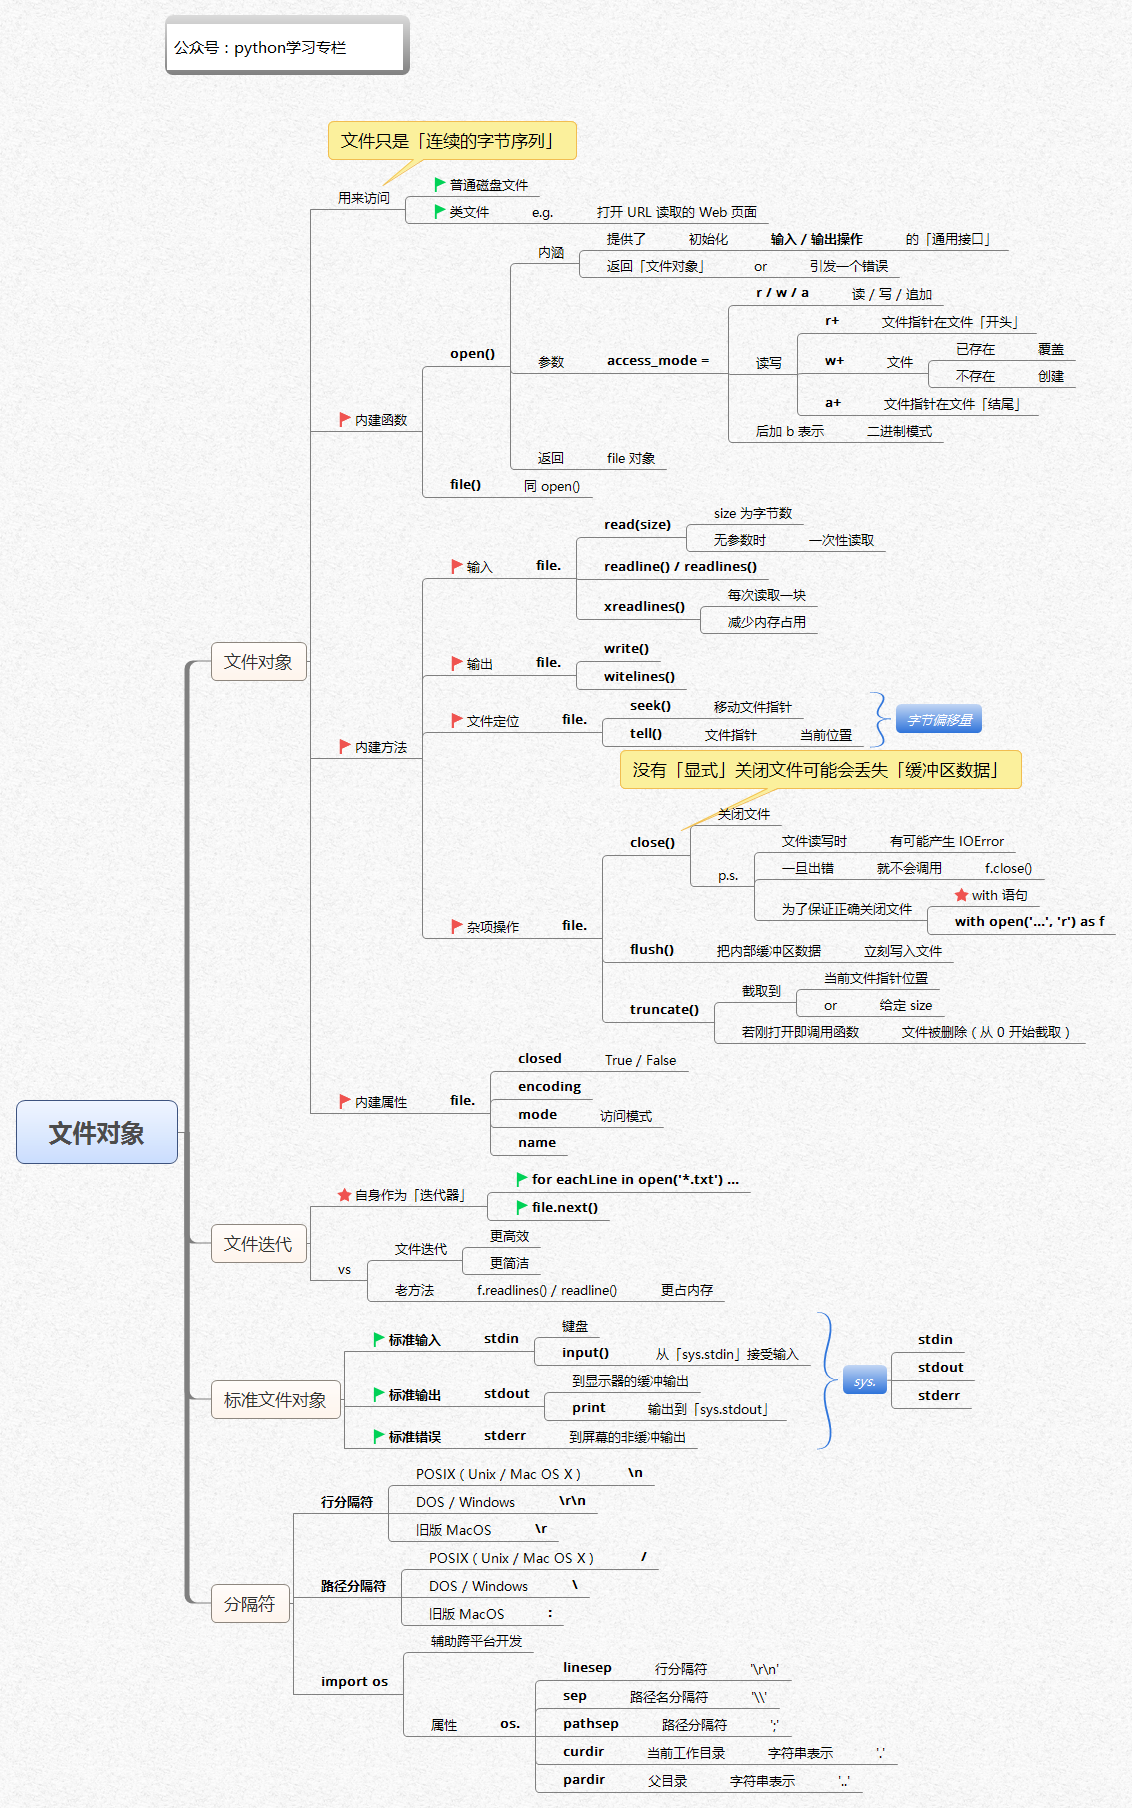 公众号：python学习专栏
文件只是「连续的字节序列」
用来访问
普通磁盘文件
类文件 e.g. 打开 URL 读取的 Web 页面
内涵
提供了 初始化 输入 / 输出操作 的「通用接口」
返回「文件对象」 or 引发一个错误
open()
参数 access_mode =
r / w / a 读 / 写 / 追加
读写
r+ 文件指针在文件「开头」
w+ 文件
已存在 覆盖
不存在 创建
a+ 文件指针在文件「结尾」
后加 b 表示 二进制模式
内建函数
返回 file 对象
file() 同 open()
输入 file.
read(size)
size 为字节数
无参数时 一次性读取
readline() / readlines()
xreadlines()
每次读取一块
减少内存占用
文件对象
输出 file.
write()
witelines()
文件定位 file.
seek() 移动文件指针
tell() 文件指针 当前位置
字节偏移量
内建方法
没有「显式」关闭文件可能会丢失「缓冲区数据」
杂项操作 file.
close()
关闭文件
p.s.
文件读写时 有可能产生 IOError
一旦出错 就不会调用 f.close()
为了保证正确关闭文件
with 语句
with open('...', 'r') as f
flush() 把内部缓冲区数据 立刻写入文件
truncate()
截取到
当前文件指针位置
or 给定 size
若刚打开即调用函数 文件被删除 ( 从 0 开始截取 )
内建属性 file.
closed True / False
encoding
mode 访问模式
name
文件对象
文件迭代
自身作为「迭代器」
for eachLine in open('*.txt') ...
file.next()
vs
文件迭代
更高效
更简洁
老方法 f.readlines() / readline() 更占内存
标准文件对象
标准输入 stdin
键盘
input() 从「sys.stdin」接受输入
标准输出 stdout
到显示器的缓冲输出
print 输出到「sys.stdout」
标准错误 stderr 到屏幕的非缓冲输出
sys.
stdin
stdout
stderr
分隔符
行分隔符
POSIX ( Unix / Mac OS X ) \n
DOS / Windows \r\n
旧版 MacOS \r
路径分隔符
POSIX ( Unix / Mac OS X ) /
DOS / Windows \
旧版 MacOS :
import os
辅助跨平台开发
属性 os.
linesep 行分隔符 '\r\n'
sep 路径名分隔符 '\\'
pathsep 路径分隔符 ';'
curdir 当前工作目录 字符串表示 '.'
pardir 父目录 字符串表示 '..'